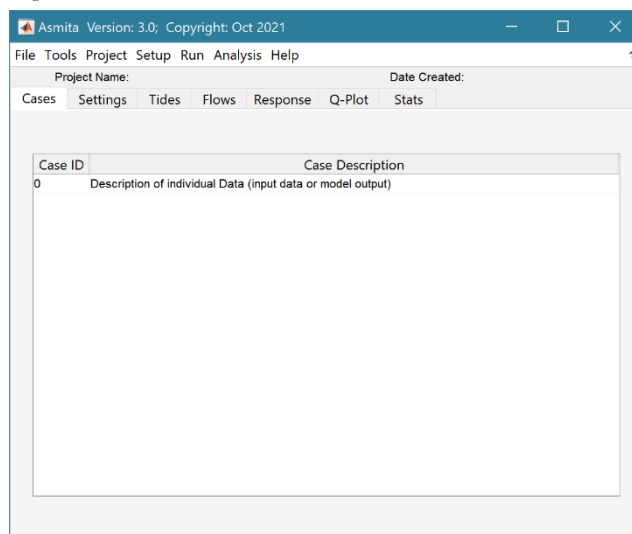 Asmita Version: 3.0; Copyright: Oct 2021
File Tools Project Setup Run Analysis Help
Project Name: Date Created:
Cases Settings Tides Flows Response Q-Plot Stats
Case ID Case Description
0 Description of individual Data (input data or model output)